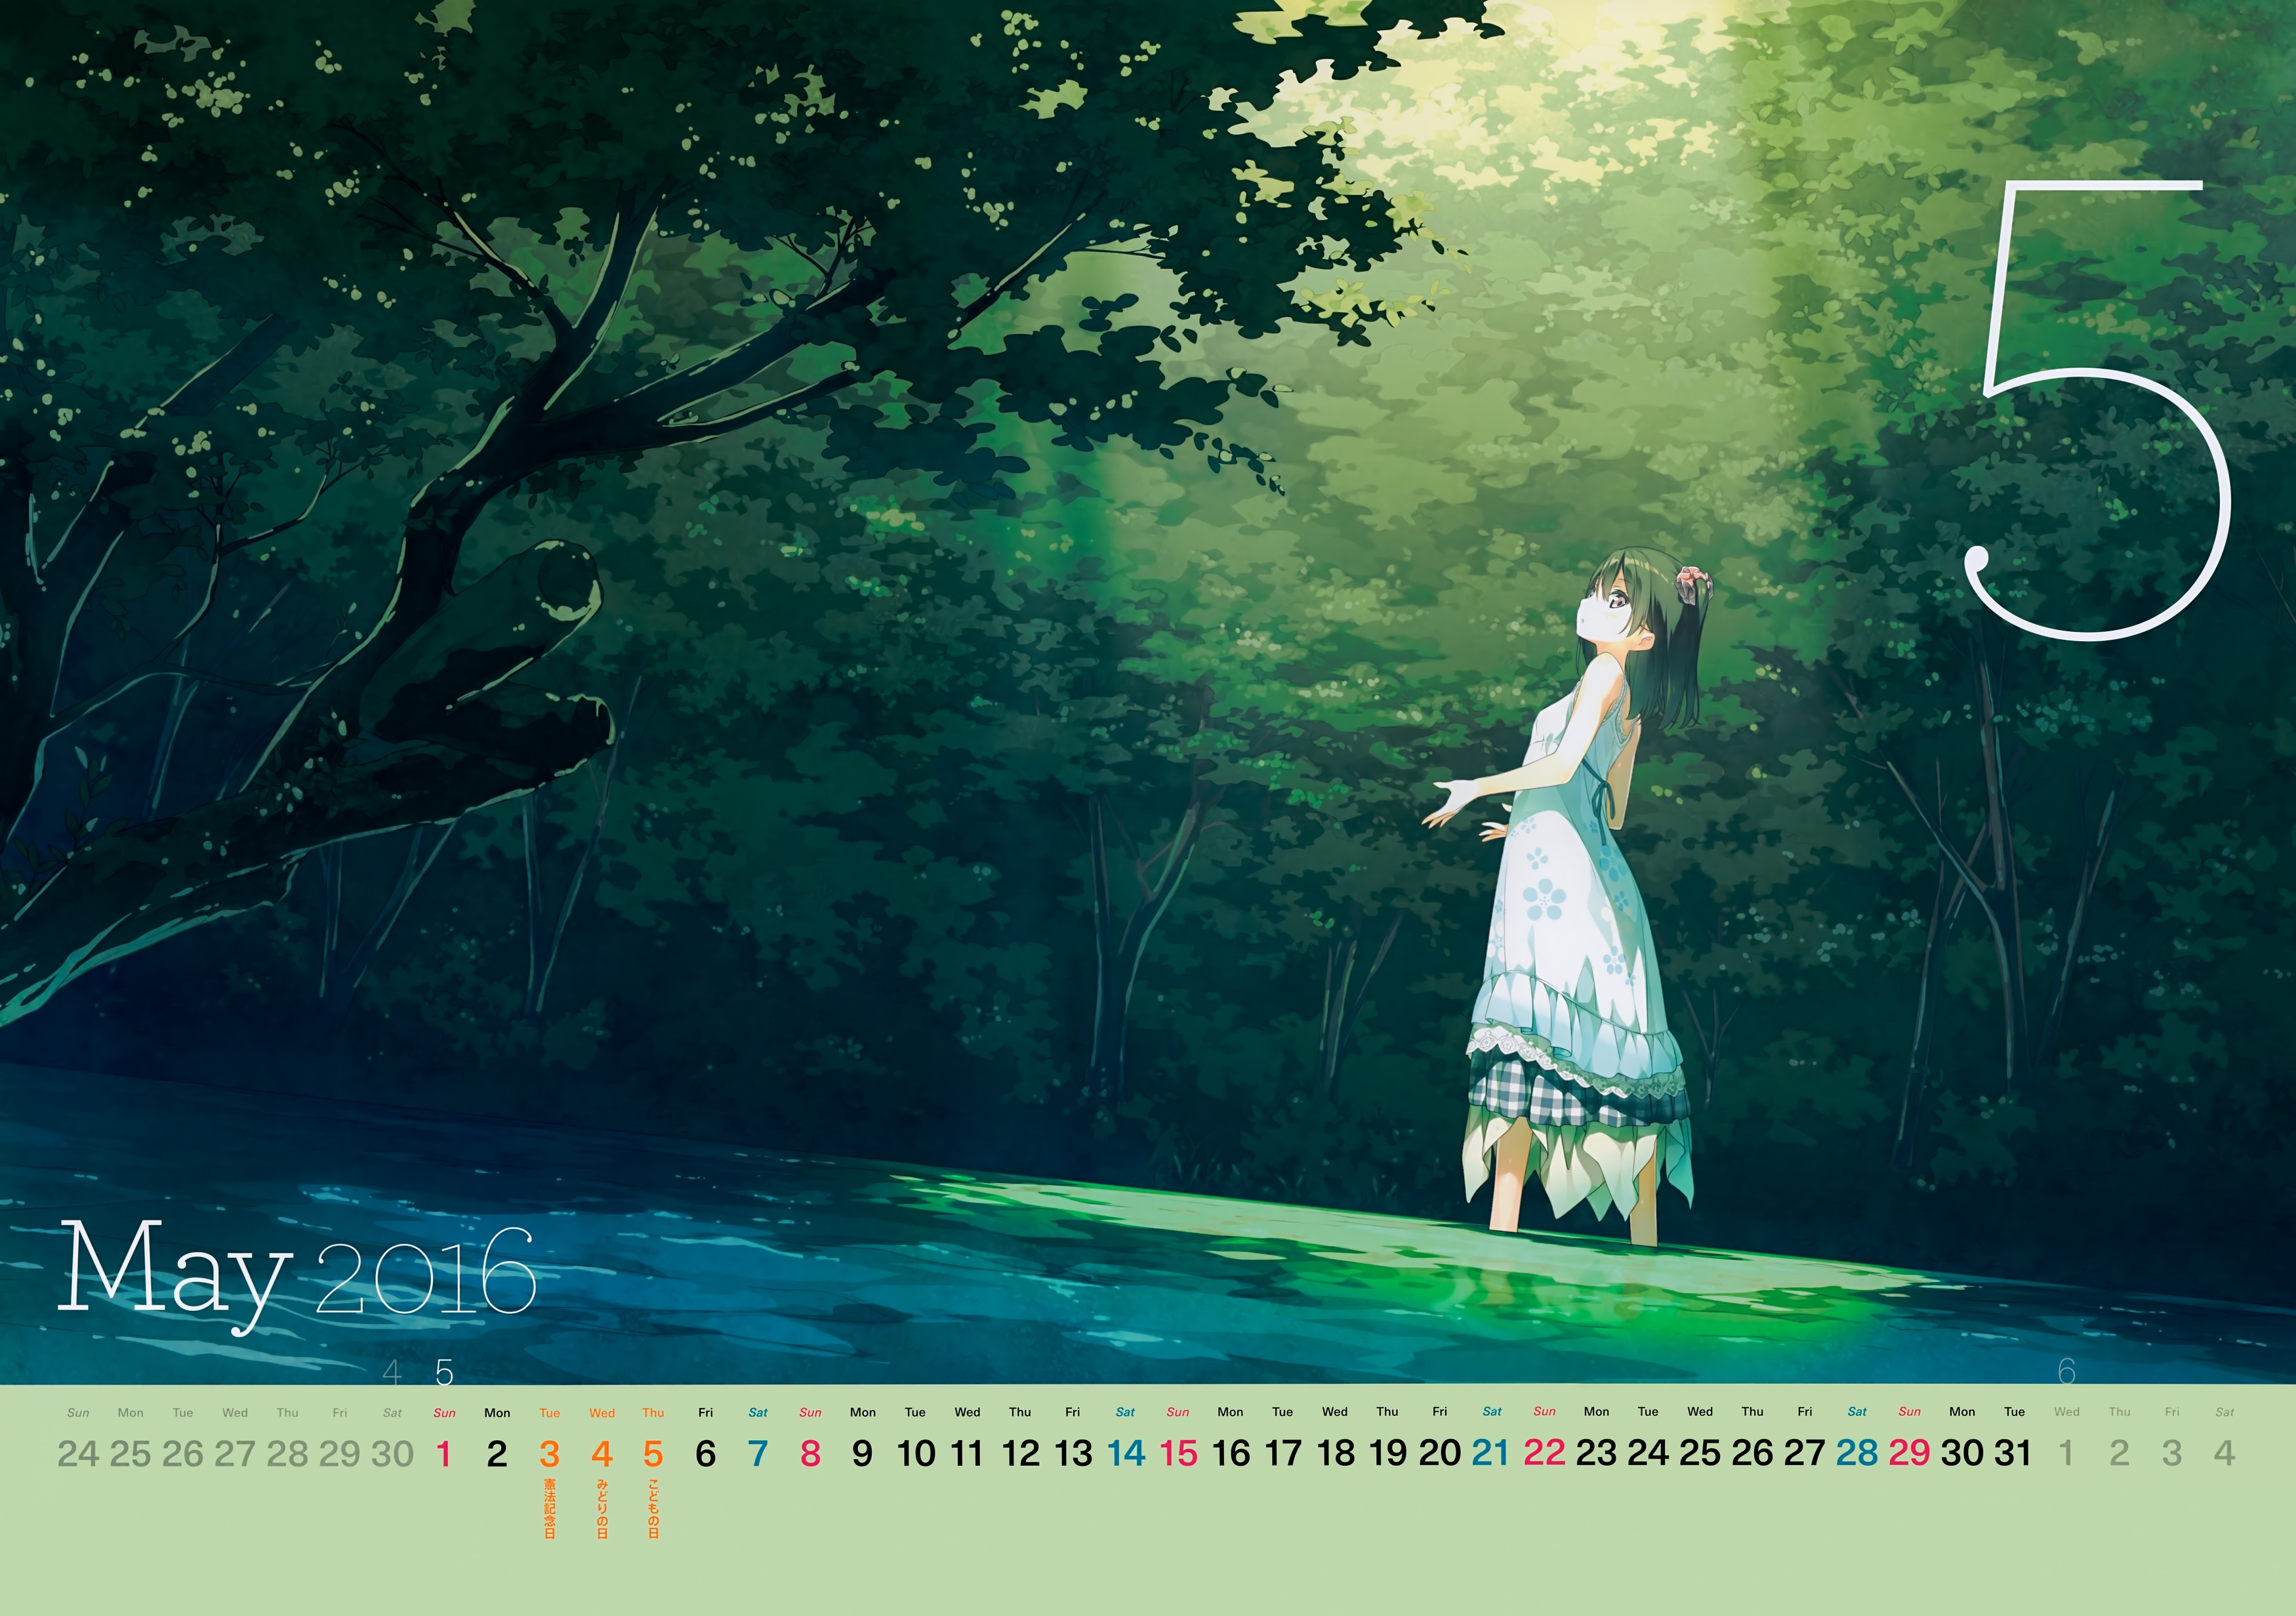 5
May 2016
4 5 6
Sun Mon Tue Wed Thu Fri Sat Sun Mon Tue Wed Thu Fri Sat Sun Mon Tue Wed Thu Fri Sat Sun Mon Tue Wed Thu Fri Sat Sun Mon Tue Wed Thu Fri Sat Sun Mon Tue Wed Thu Fri Sat
24 25 26 27 28 29 30 1 2 3 4 5 6 7 8 9 10 11 12 13 14 15 16 17 18 19 20 21 22 23 24 25 26 27 28 29 30 31 1 2 3 4
憲法記念日
みどりの日
こどもの日